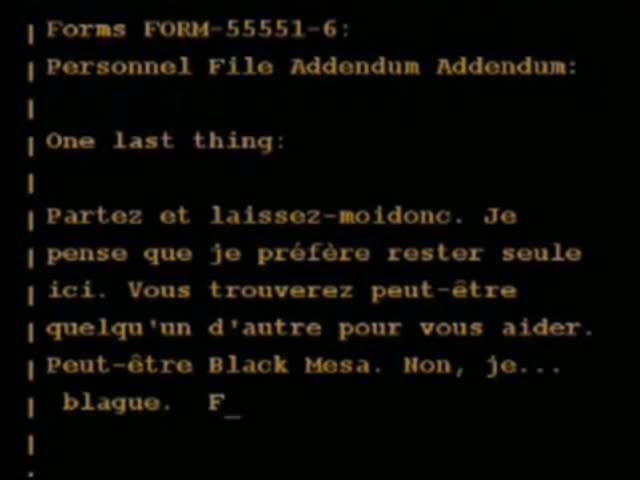 Forms FORM-55551-6:
Personnel File Addendum Addendum:
One last thing:
Partez et laissez-moidonc. Je
pense que je préfère rester seule
ici. Vous trouverez peut-être
quelqu'un d'autre pour vous aider.
Peut-être Black Mesa. Non, je...
blague. F_